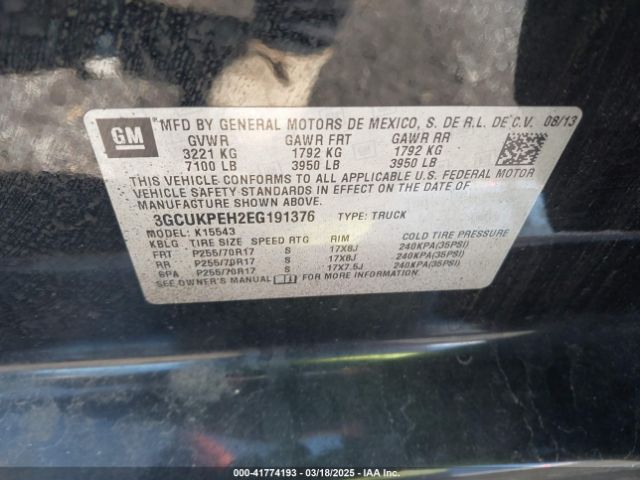 GM
*MFD BY GENERAL MOTORS DE MEXICO, S. DE R.L. DE C.V. 08/13
GVWR GAWR FRT GAWR RR
3221 KG 1792 KG 1792 KG
7100 LB 3950 LB 3950 LB
THIS VEHICLE CONFORMS TO ALL APPLICABLE U.S. FEDERAL MOTOR
VEHICLE SAFETY STANDARDS IN EFFECT ON THE DATE OF
MANUFACTURE SHOWN ABOVE.
3GCUKPEH2EG191376 TYPE: TRUCK
MODEL: K15543
KBLG TIRE SIZE SPEED RTG RIM COLD TIRE PRESSURE
FRT P255/70R17 S 17X8J 240KPA(35PSI)
RR P255/70R17 S 17X8J 240KPA(35PSI)
SPA P255/70R17 S 17X7.5J 240KPA(35PSI)
SEE OWNER'S MANUAL FOR MORE INFORMATION.
000-41774193 - 03/18/2025 - IAA Inc.